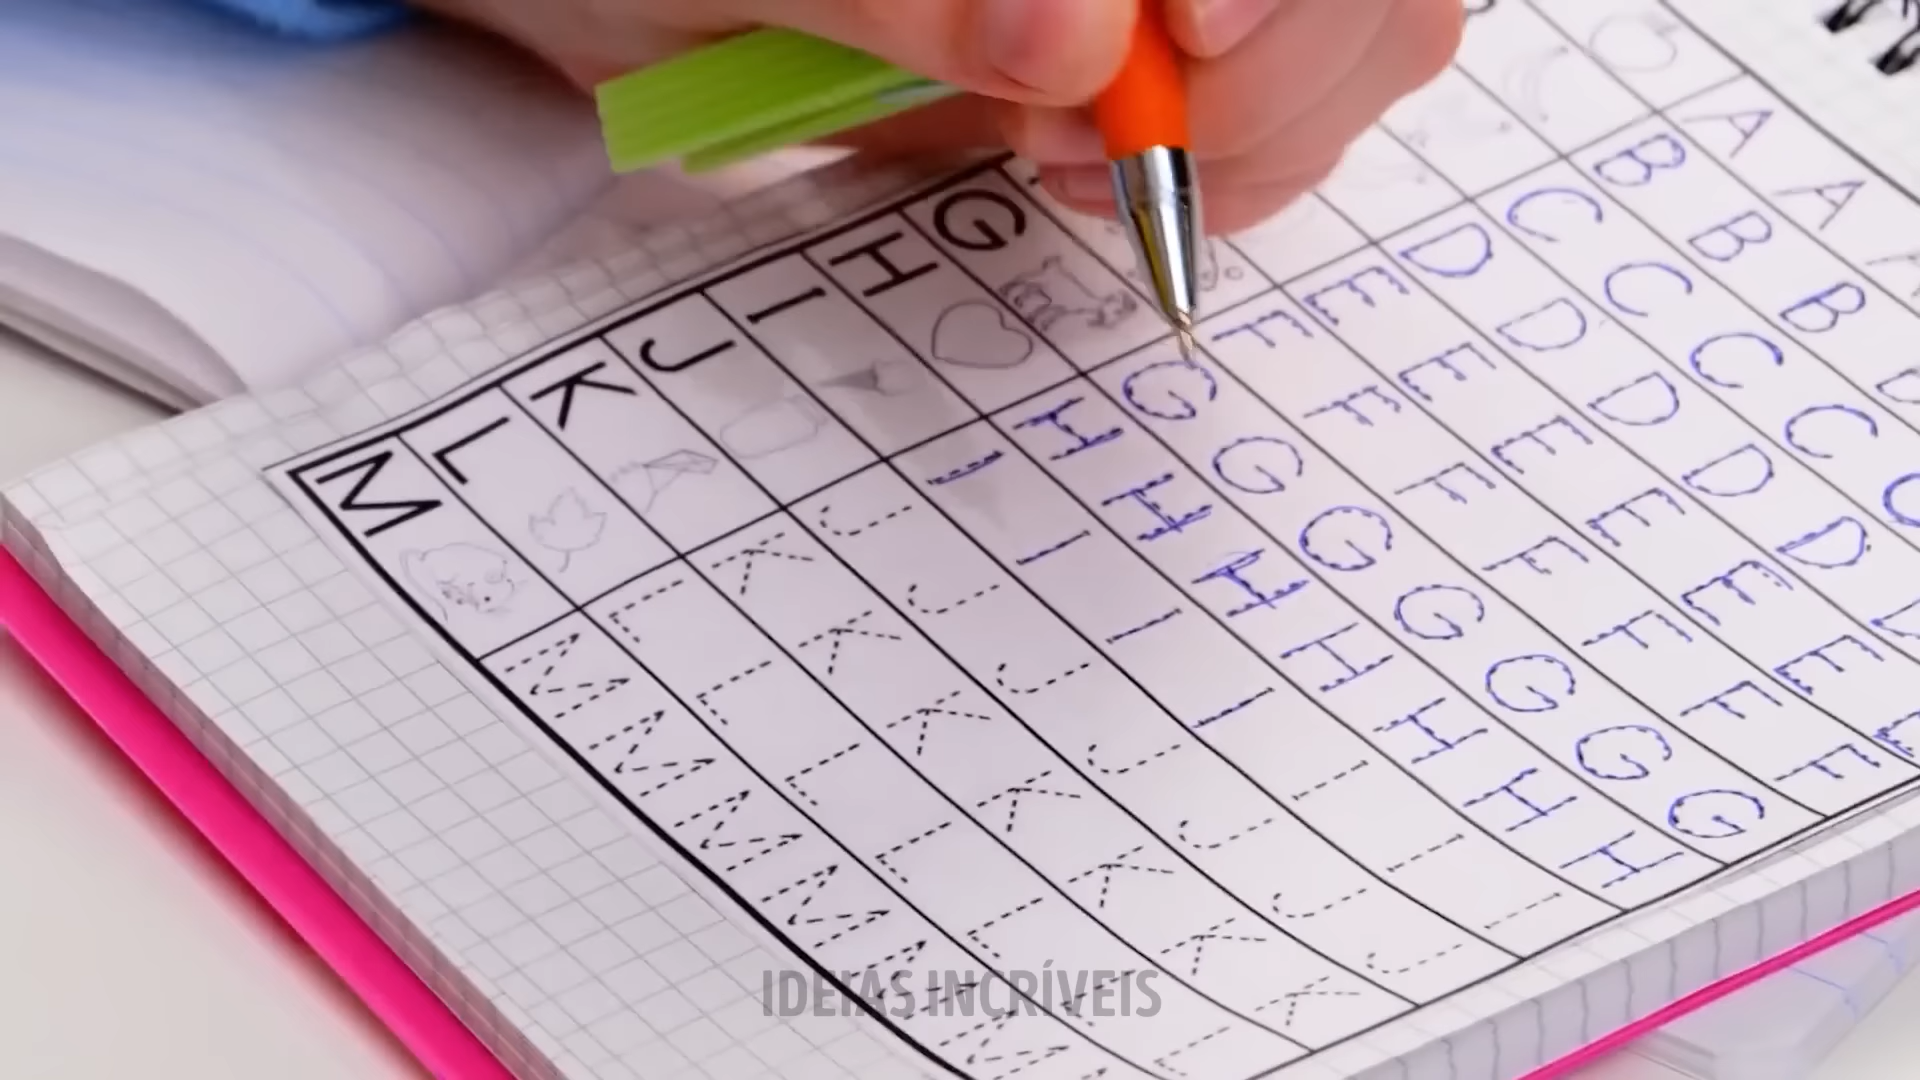 A A A
B B B
C C C C C
D D D D D D
E E E E E E E
F F F F F F F
G G G G G G G G
H H H H H H H H
I I I I I I I I
J J J J J J J
K K K K K K K K
L L L L L L
M M M M M M M
IDEIAS INCRÍVEIS